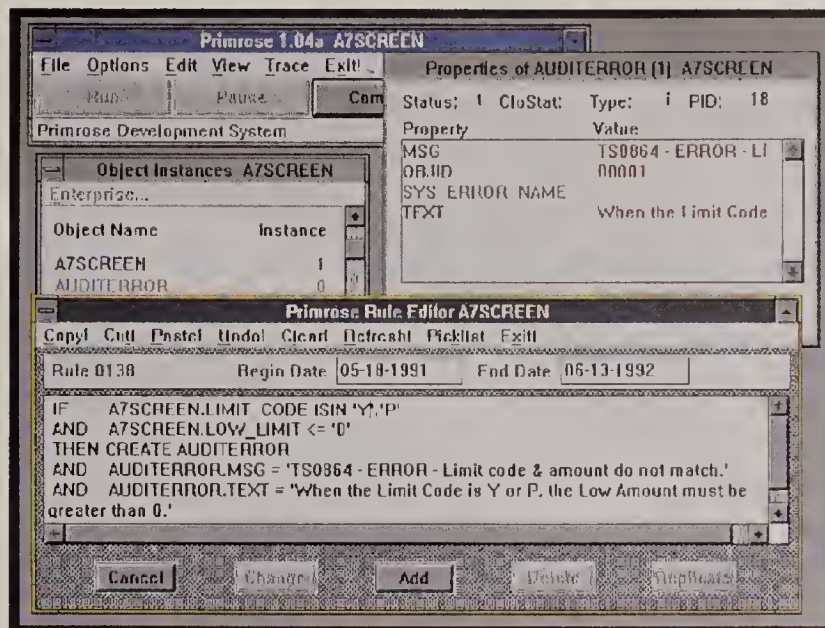 Primrose 1.04a A7SCREEN
File Options Edit View Trace Exit!
Run Pause Com
Primrose Development System
Properties of AUDITERROR (1) A7SCREEN
Status: t CloStat: Type: i PID: 18
Property Value
MSG TS0864 - ERROR - LI
OBJID 00001
SYS ERROR NAME
TEXT When the Limit Code
Object Instances A7SCREEN
Enterprise...
Object Name Instance
A7SCREEN 1
AUDITERROR 0
Primrose Rule Editor A7SCREEN
Copy! Cut! Paste! Undo! Clear! Refresh! Picklist Exit!
Rule 0138 Begin Date 05-18-1991 End Date 06-13-1992
IF A7SCREEN.LIMIT_CODE ISIN 'Y','P'
AND A7SCREEN.LOW_LIMIT <= '0'
THEN CREATE AUDITERROR
AND AUDITERROR.MSG = 'TS0864 - ERROR - Limit code & amount do not match.'
AND AUDITERROR.TEXT = 'When the Limit Code is Y or P, the Low Amount must be
greater than 0.'
Cancel Change Add Delete Replicate